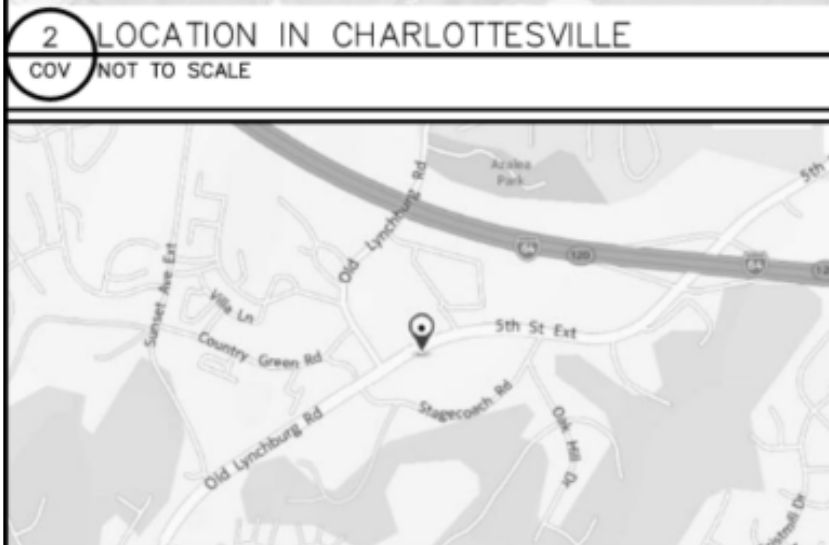 2 LOCATION IN CHARLOTTESVILLE
COV NOT TO SCALE
Azalea
Park
5th
Old Lynchburg Rd
64
120
64
Sunset Ave Ext
Villa Ln
Country Green Rd
5th St Ext
Stagecoach Rd
Old Lynchburg Rd
Oak Hill Dr
Dr